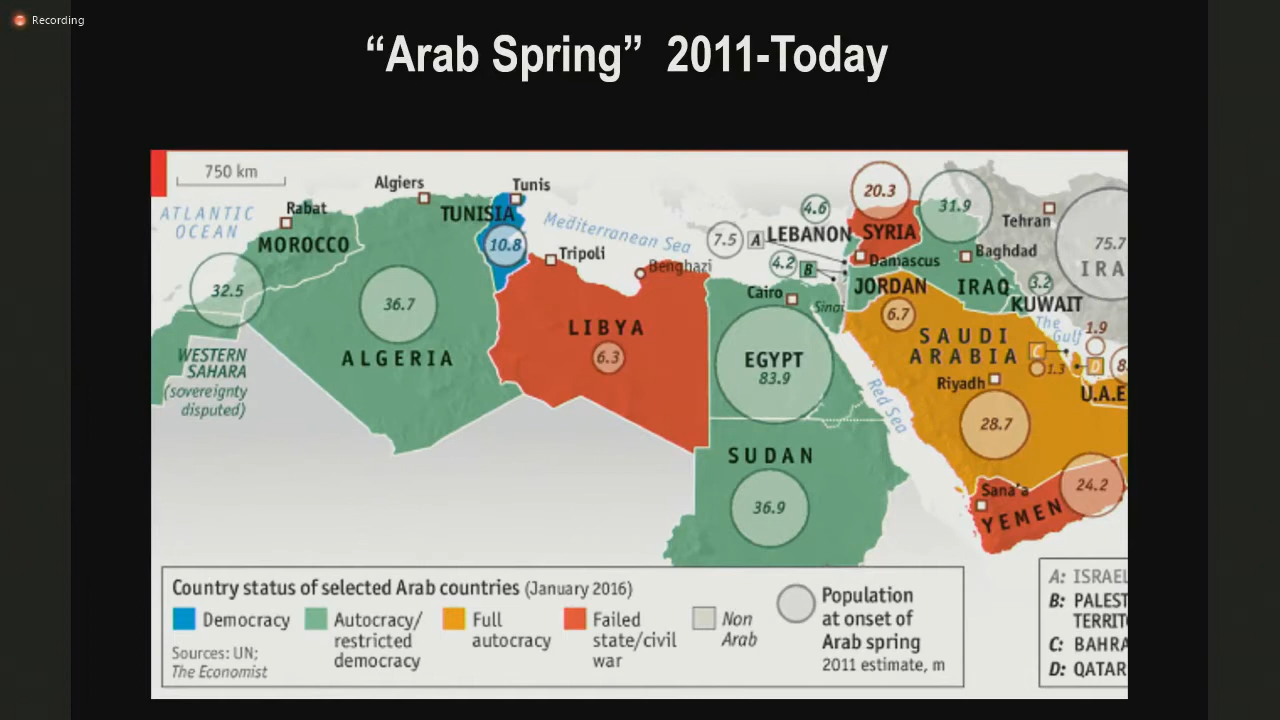 Recording
“Arab Spring” 2011-Today
750 km
ATLANTIC
OCEAN
Rabat
MOROCCO
32.5
WESTERN
SAHARA
(sovereignty
disputed)
Algiers
36.7
ALGERIA
Tunis
TUNISIA
10.8
Mediterranean Sea
Tripoli
Benghazi
LIBYA
6.3
7.5
A
4.6
LEBANON
4.2
B
20.3
SYRIA
Damascus
31.9
Baghdad
IRAQ
Tehran
75.7
IRA
Cairo
Sinai
EGYPT
83.9
JORDAN
6.7
3.2
KUWAIT
The
Gulf
1.9
C
1.3
D
8
U.A.E
SAUDI
ARABIA
Riyadh
28.7
Red Sea
SUDAN
36.9
Sana'a
YEMEN
24.2
Country status of selected Arab countries (January 2016)
Democracy
Autocracy/
restricted
democracy
Full
autocracy
Failed
state/civil
war
Non
Arab
Population
at onset of
Arab spring
2011 estimate, m
Sources: UN;
The Economist
A: ISRAEL
B: PALEST
TERRIT
C: BAHRA
D: QATAR